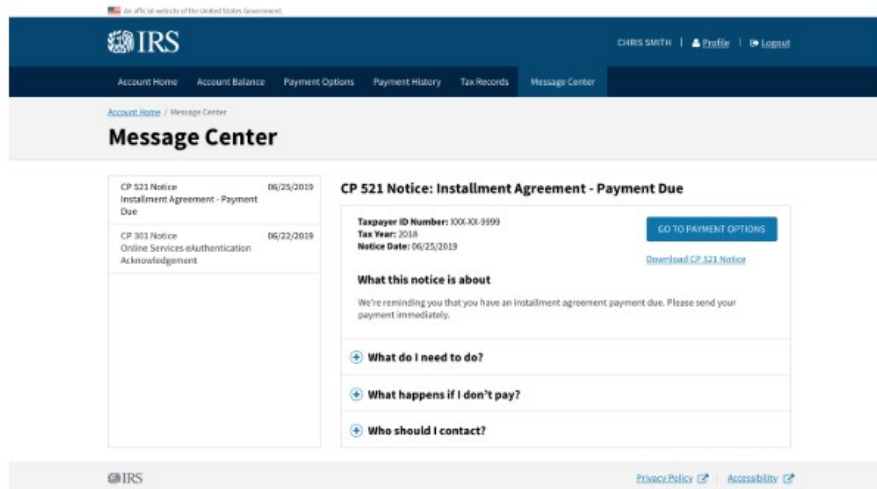 An official website of the United States Government.
IRS
CHRIS SMITH | Profile | Logout
Account Home Account Balance Payment Options Payment History Tax Records Message Center
Account Home / Message Center
Message Center
CP 521 Notice 06/25/2019
Installment Agreement - Payment
Due
CP 301 Notice 06/22/2019
Online Services eAuthentication
Acknowledgement
CP 521 Notice: Installment Agreement - Payment Due
Taxpayer ID Number: XXX-XX-9999
Tax Year: 2018
Notice Date: 06/25/2019
GO TO PAYMENT OPTIONS
Download CP 521 Notice
What this notice is about
We're reminding you that you have an installment agreement payment due. Please send your
payment immediately.
What do I need to do?
What happens if I don't pay?
Who should I contact?
IRS
Privacy Policy | Accessibility